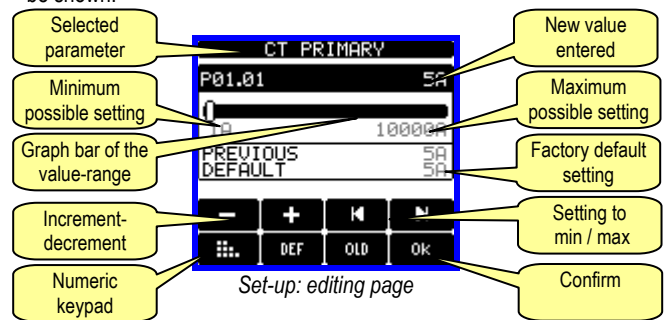 be shown.
Selected
parameter
CT PRIMARY
New value
entered
P01.01 5A
Minimum
possible setting
1A 10000A
Maximum
possible setting
Graph bar of the
value-range
PREVIOUS 5A
DEFAULT 5A
Factory default
setting
Increment-
decrement
- +
Setting to
min / max
Numeric
keypad
DEF OLD OK
Confirm
Set-up: editing page